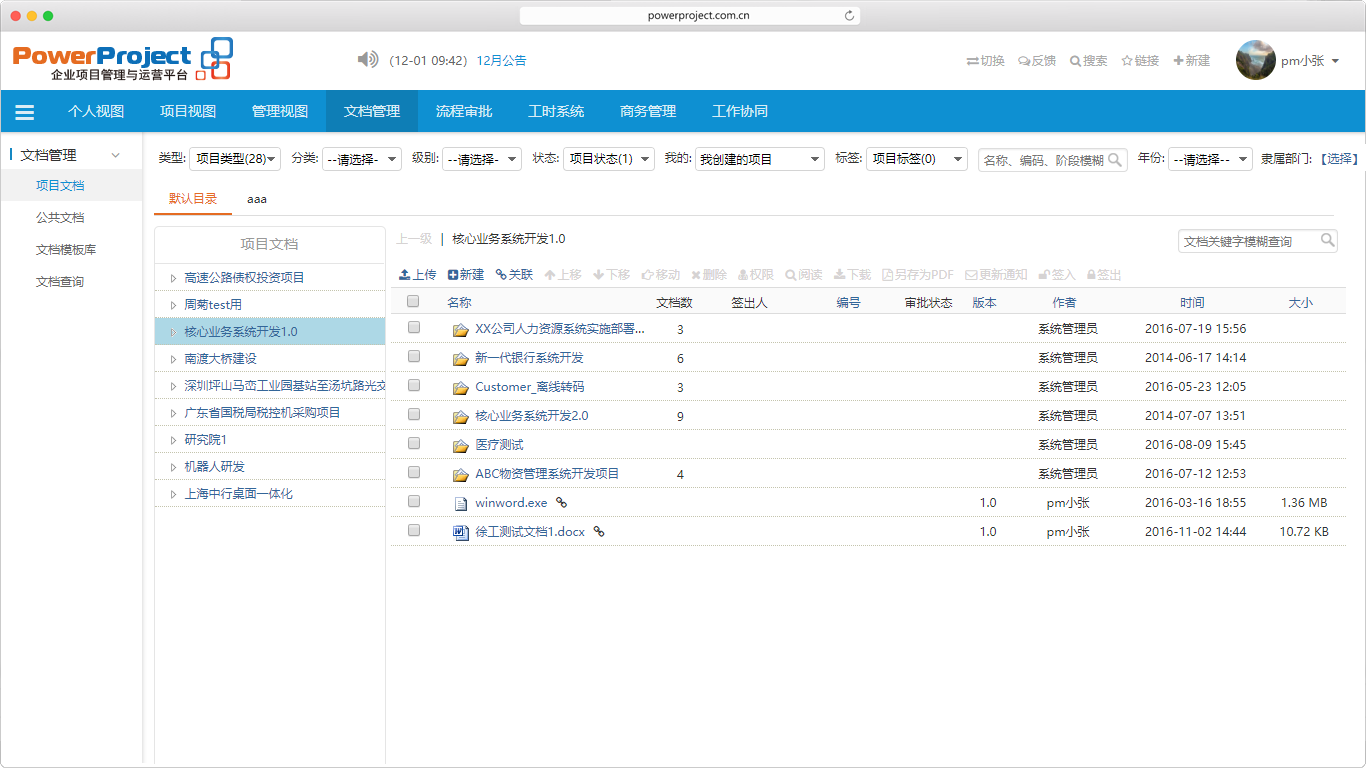 powerproject.com.cn
PowerProject
企业项目管理与运营平台
(12-01 09:42) 12月公告
切换 反馈 搜索 链接 新建 pm小张
个人视图 项目视图 管理视图 文档管理 流程审批 工时系统 商务管理 工作协同
文档管理
项目文档
公共文档
文档模板库
文档查询
类型: 项目类型(28) 分类: --请选择- 级别: --请选择- 状态: 项目状态(1) 我的: 我创建的项目 标签: 项目标签(0) 名称、编码、阶段模糊 年份: --请选择-- 隶属部门: 【选择】
默认目录 aaa
项目文档
高速公路债权投资项目
周菊test用
核心业务系统开发1.0
南渡大桥建设
深圳坪山马峦工业园基站至汤坑路光交
广东省国税局税控机采购项目
研究院1
机器人研发
上海中行桌面一体化
上一级 | 核心业务系统开发1.0 文档关键字模糊查询
上传 新建 关联 上移 下移 移动 删除 权限 阅读 下载 另存为PDF 更新通知 签入 签出
名称 文档数 签出人 编号 审批状态 版本 作者 时间 大小
XX公司人力资源系统实施部署... 3 系统管理员 2016-07-19 15:56
新一代银行系统开发 6 系统管理员 2014-06-17 14:14
Customer_离线转码 3 系统管理员 2016-05-23 12:05
核心业务系统开发2.0 9 系统管理员 2014-07-07 13:51
医疗测试 系统管理员 2016-08-09 15:45
ABC物资管理系统开发项目 4 系统管理员 2016-07-12 12:53
winword.exe 1.0 pm小张 2016-03-16 18:55 1.36 MB
徐工测试文档1.docx 1.0 pm小张 2016-11-02 14:44 10.72 KB